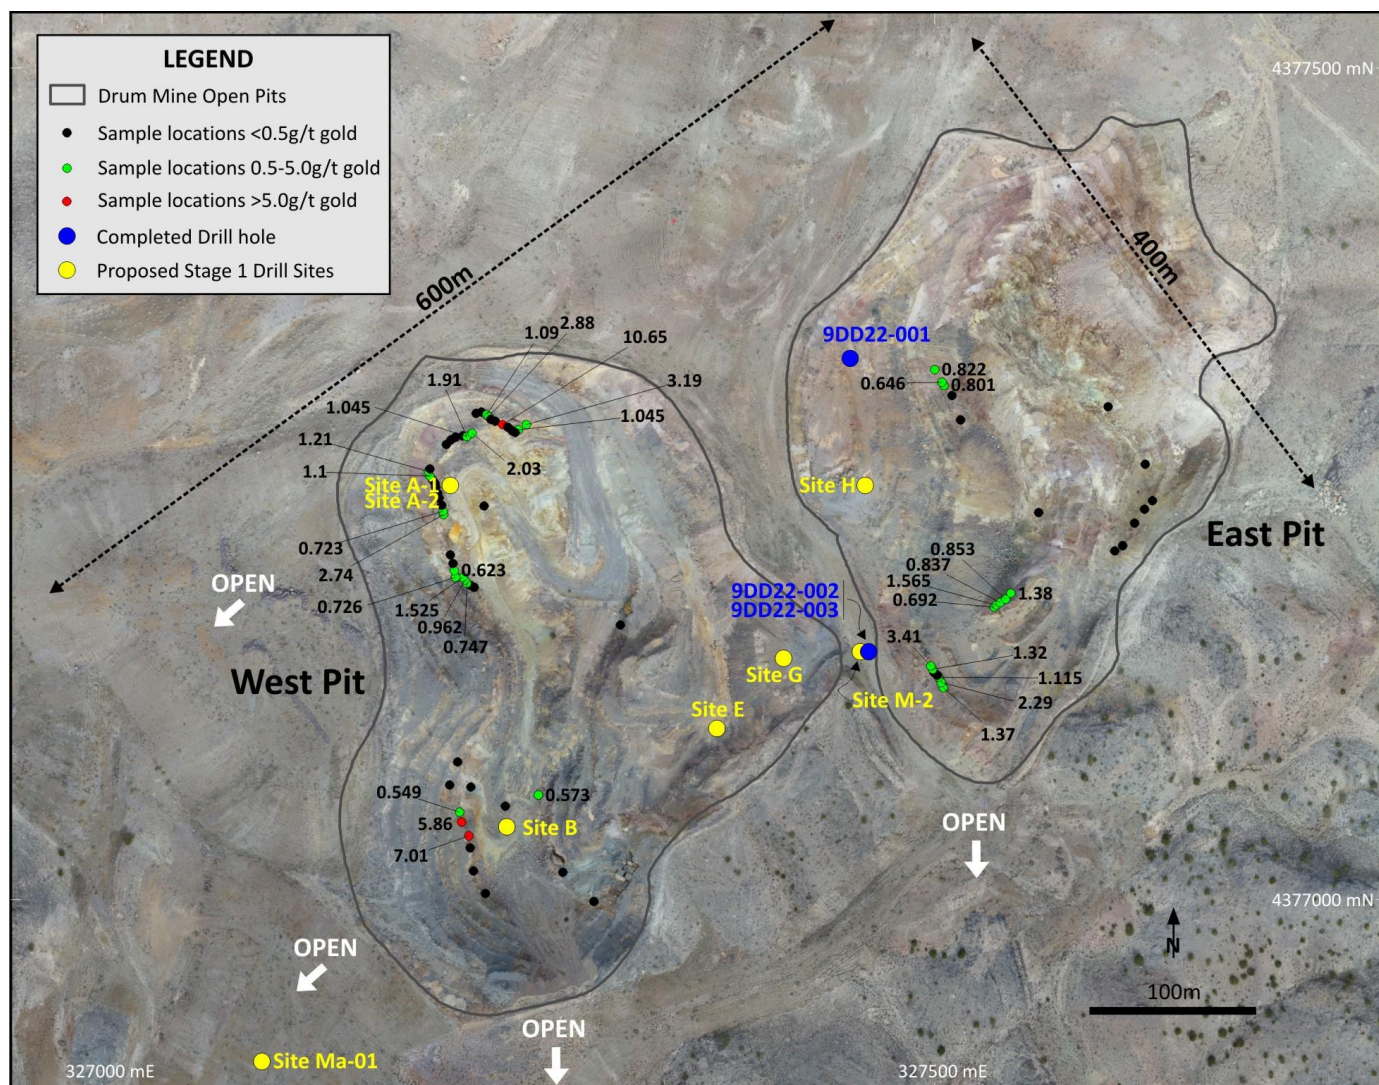 LEGEND
Drum Mine Open Pits
Sample locations <0.5g/t gold
Sample locations 0.5-5.0g/t gold
Sample locations >5.0g/t gold
Completed Drill hole
Proposed Stage 1 Drill Sites
4377500 mN
600m
400m
2.88
1.09
10.65
1.91
3.19
1.045
1.045
1.21
2.03
1.1
Site A-1
Site A-2
0.723
2.74
0.623
0.726
1.525
0.962
0.747
OPEN
West Pit
9DD22-001
0.822
0.646
0.801
Site H
East Pit
0.853
0.837
1.565
0.692
1.38
9DD22-002
9DD22-003
3.41
1.32
1.115
2.29
1.37
Site G
Site M-2
Site E
0.549
0.573
5.86
Site B
7.01
OPEN
4377000 mN
N
100m
OPEN
OPEN
Site Ma-01
327000 mE
327500 mE